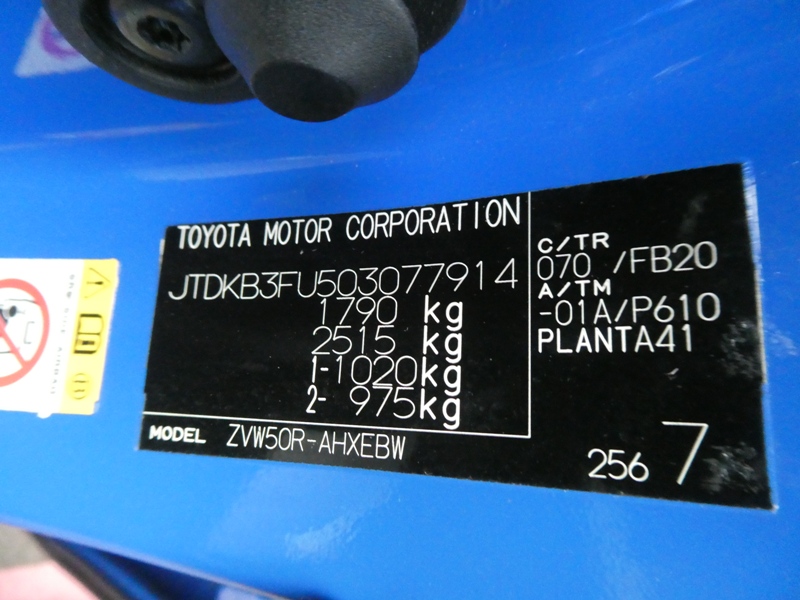 TOYOTA MOTOR CORPORATION
JTDKB3FU503077914
1790 kg
2515 kg
1-1020kg
2- 975kg
MODEL ZVW50R-AHXEBW
C/TR
070 /FB20
A/TM
-01A/P610
PLANTA41
256 7